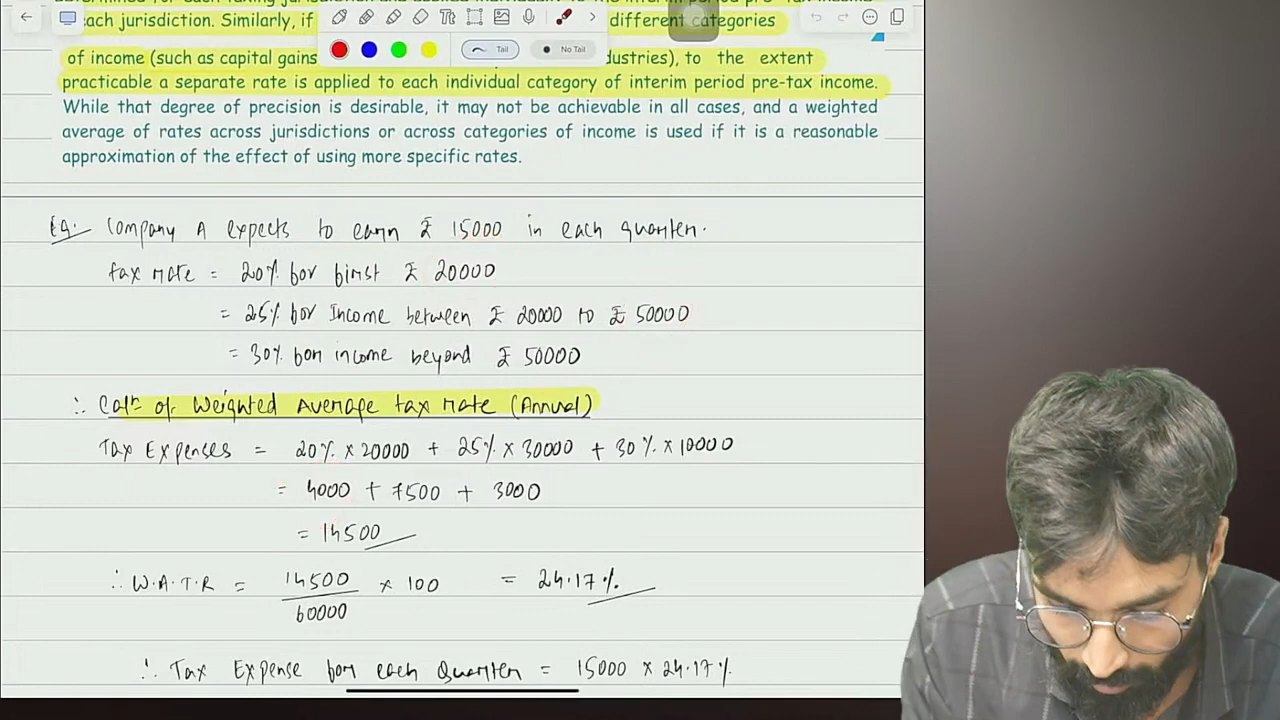 each jurisdiction. Similarly, if different categories
of income (such as capital gains dustries), to the extent
practicable a separate rate is applied to each individual category of interim period pre-tax income.
While that degree of precision is desirable, it may not be achievable in all cases, and a weighted
average of rates across jurisdictions or across categories of income is used if it is a reasonable
approximation of the effect of using more specific rates.
Tail
No Tail
Eg. Company A expects to earn ₹ 15000 in each quarter.
tax rate = 20% for first ₹ 20000
= 25% for Income between ₹ 20000 to ₹ 50000
= 30% for income beyond ₹ 50000
∴ Calⁿ of Weighted Average tax rate (Annual)
Tax Expenses = 20% × 20000 + 25% × 30000 + 30% × 10000
= 4000 + 7500 + 3000
= 14500
∴ W.A.T.R = 14500 / 60000 × 100 = 24.17%
∴ Tax Expense for each Quarter = 15000 × 24.17%